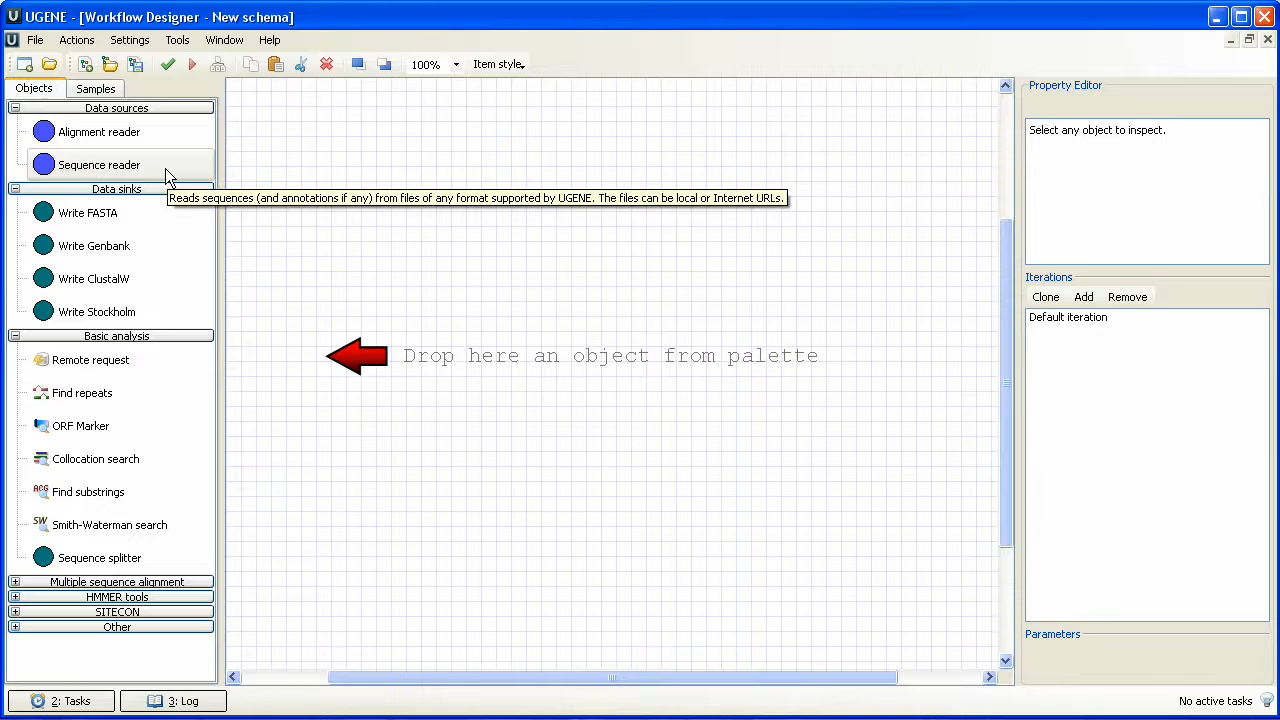 UGENE - [Workflow Designer - New schema]
File Actions Settings Tools Window Help
100% Item style
Objects Samples
Data sources
Alignment reader
Sequence reader
Data sinks
Reads sequences (and annotations if any) from files of any format supported by UGENE. The files can be local or Internet URLs.
Write FASTA
Write Genbank
Write ClustalW
Write Stockholm
Basic analysis
Remote request
Find repeats
ORF Marker
Collocation search
Find substrings
Smith-Waterman search
Sequence splitter
Multiple sequence alignment
HMMER tools
SITECON
Other
Drop here an object from palette
Property Editor
Select any object to inspect.
Iterations
Clone Add Remove
Default iteration
Parameters
2: Tasks 3: Log
No active tasks